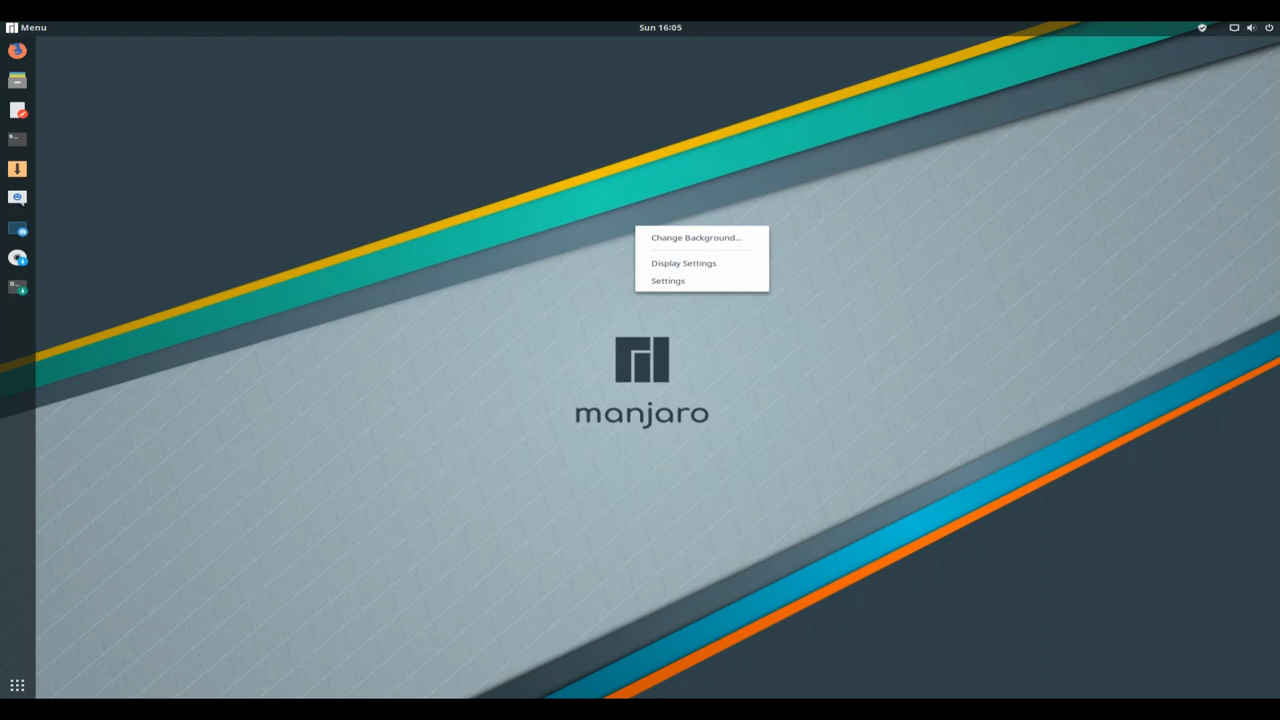 Menu
Sun 16:05
Change Background...
Display Settings
Settings
manjaro